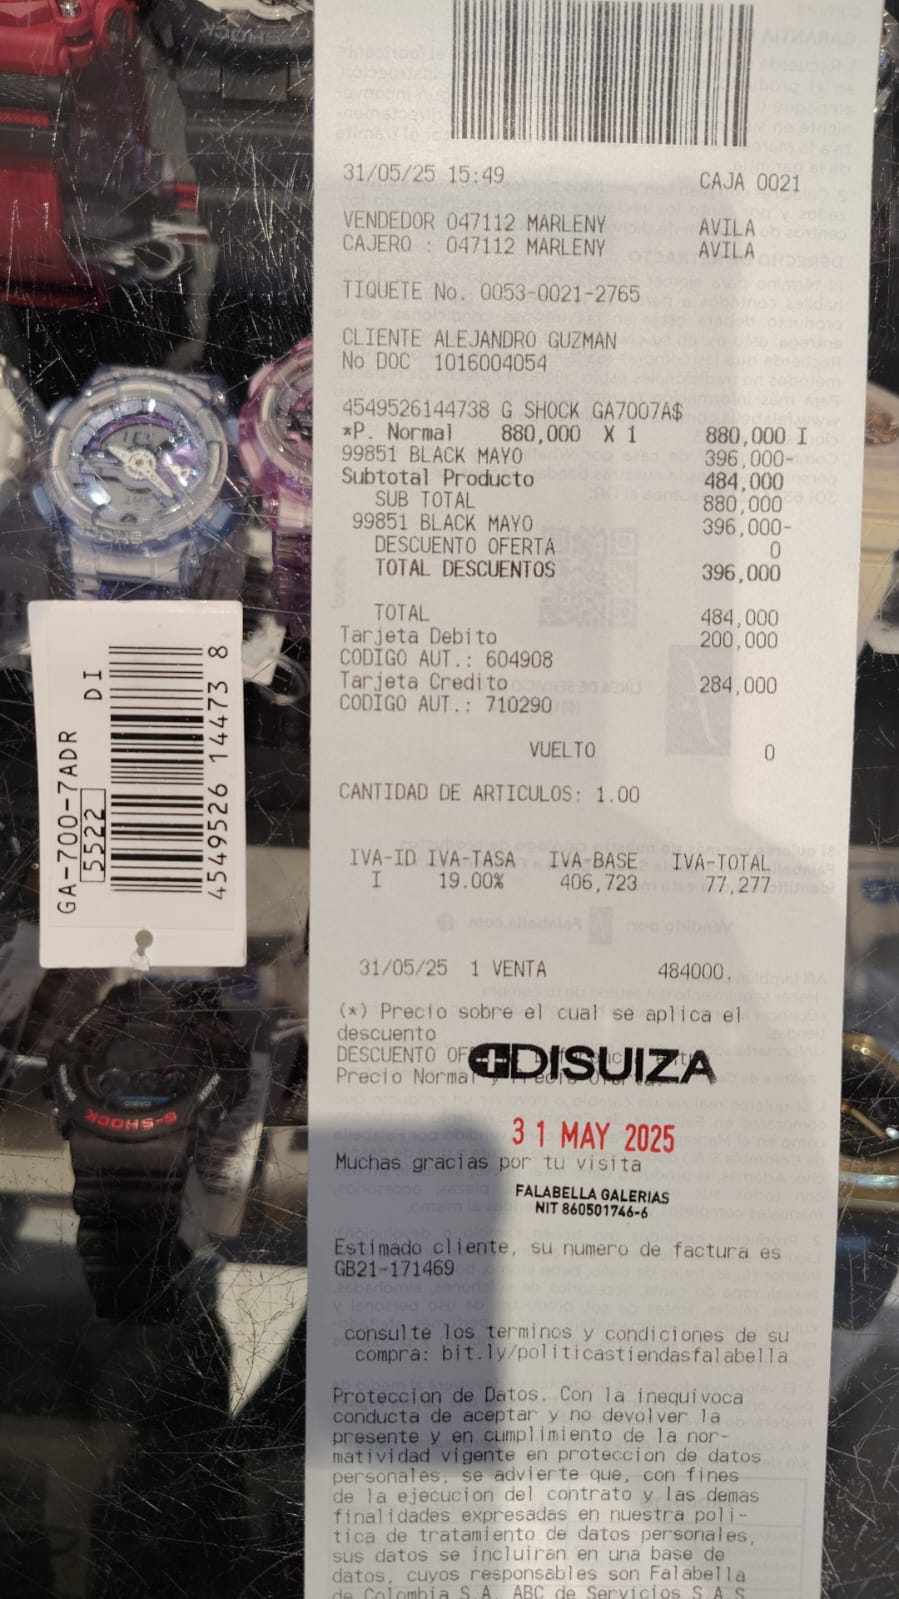 31/05/25 15:49 CAJA 0021
VENDEDOR 047112 MARLENY AVILA
CAJERO : 047112 MARLENY AVILA
TIQUETE No. 0053-0021-2765
CLIENTE ALEJANDRO GUZMAN
No DOC 1016004054
4549526144738 G SHOCK GA7007A$
*P. Normal 880,000 X 1 880,000 I
99851 BLACK MAYO 396,000-
Subtotal Producto 484,000
SUB TOTAL 880,000
99851 BLACK MAYO 396,000-
DESCUENTO OFERTA 0
TOTAL DESCUENTOS 396,000
TOTAL 484,000
Tarjeta Debito 200,000
CODIGO AUT.: 604908
Tarjeta Credito 284,000
CODIGO AUT.: 710290
VUELTO 0
CANTIDAD DE ARTICULOS: 1.00
IVA-ID IVA-TASA IVA-BASE IVA-TOTAL
I 19.00% 406,723 77,277
31/05/25 1 VENTA 484000.
(*) Precio sobre el cual se aplica el
descuento
DESCUENTO
Precio Normal
DISUIZA
31 MAY 2025
Muchas gracias por tu visita
FALABELLA GALERIAS
NIT 860501746-6
Estimado cliente, su numero de factura es
GB21-171469
consulte los terminos y condiciones de su
compra: bit.ly/politicastiendasfalabella
Proteccion de Datos. Con la inequivoca
conducta de aceptar y no devolver la
presente y en cumplimiento de la nor-
matividad vigente en proteccion de datos
personales, se advierte que, con fines
de la ejecucion del contrato y las demas
finalidades expresadas en nuestra poli-
tica de tratamiento de datos personales,
sus datos se incluiran en una base de
datos, cuyos responsables son Falabella
de Colombia S.A. ABC de Servicios S.A.S
GA-700-7ADR DI
5522
4549526 14473 8
G-SHOCK